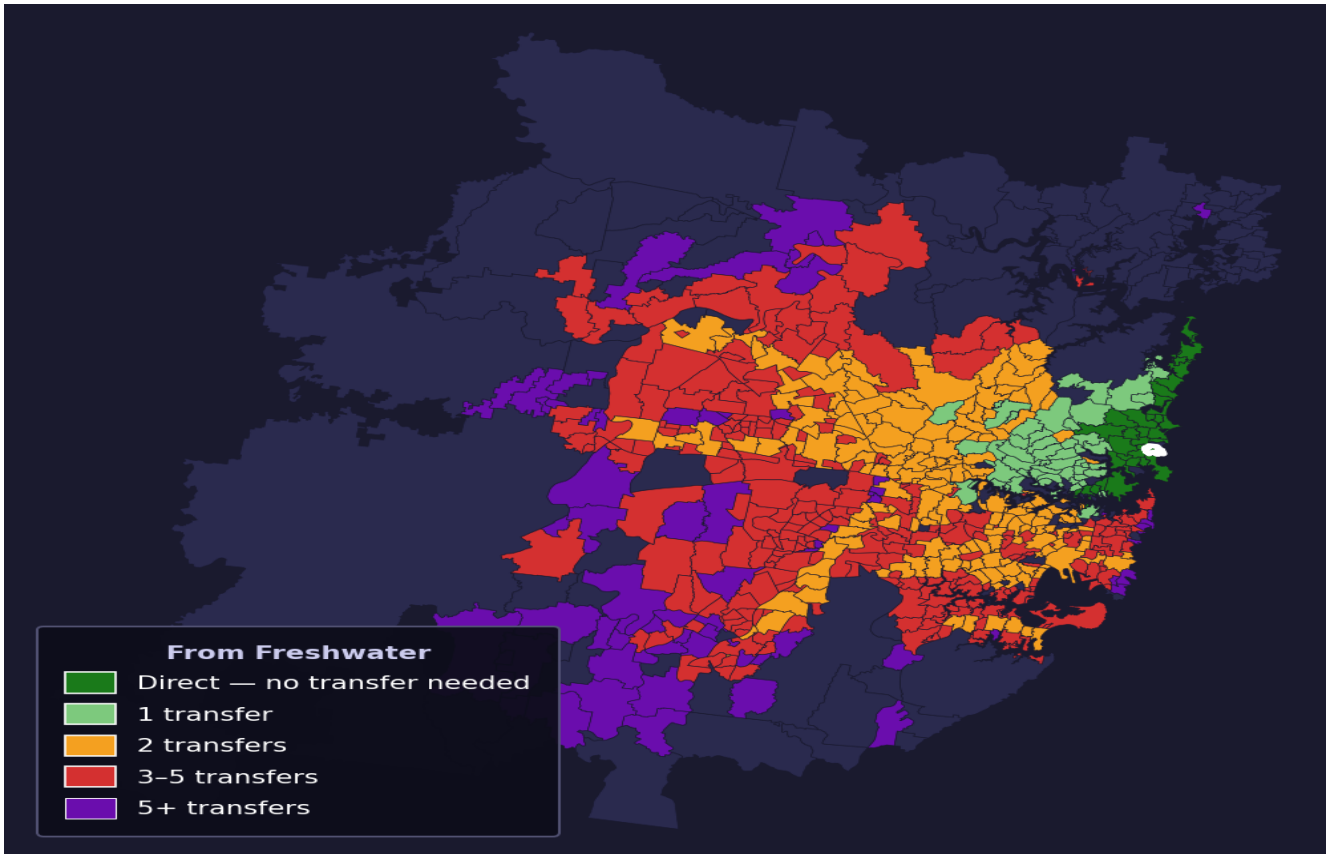 From Freshwater
Direct — no transfer needed
1 transfer
2 transfers
3–5 transfers
5+ transfers